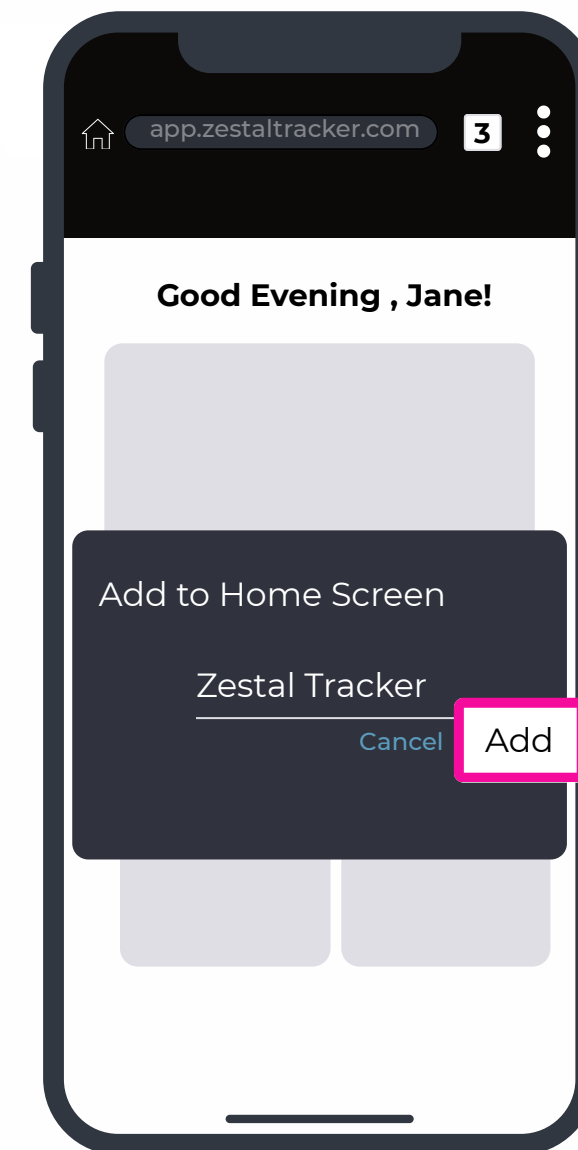 app.zestaltracker.com 3
Good Evening , Jane!
Add to Home Screen
Zestal Tracker
Cancel Add